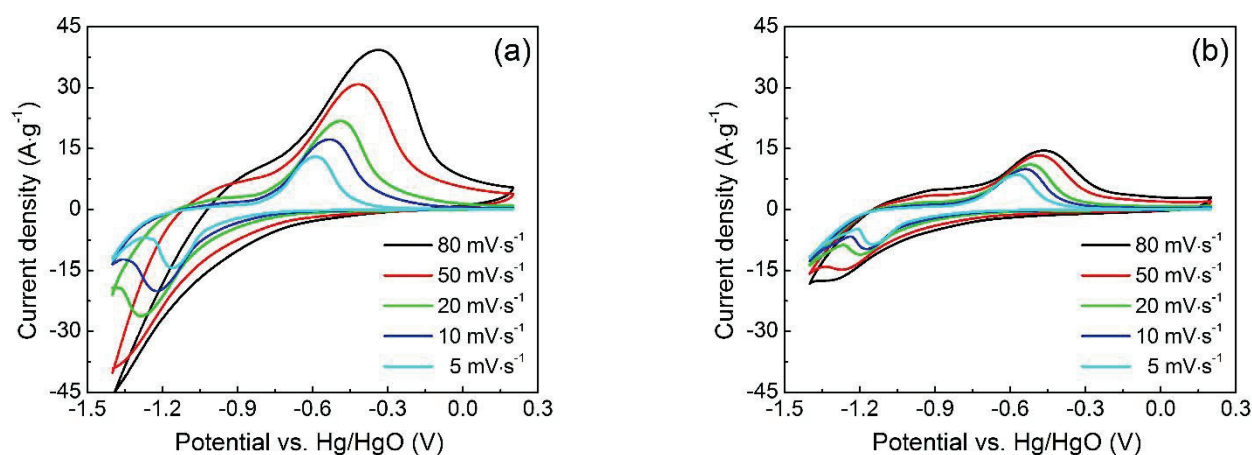 (a)
45
30
15
0
-15
-30
-45
Current density (A·g⁻¹)
80 mV·s⁻¹
50 mV·s⁻¹
20 mV·s⁻¹
10 mV·s⁻¹
5 mV·s⁻¹
-1.5 -1.2 -0.9 -0.6 -0.3 0.0 0.3
Potential vs. Hg/HgO (V)
(b)
45
30
15
0
-15
-30
-45
Current density (A·g⁻¹)
80 mV·s⁻¹
50 mV·s⁻¹
20 mV·s⁻¹
10 mV·s⁻¹
5 mV·s⁻¹
-1.5 -1.2 -0.9 -0.6 -0.3 0.0 0.3
Potential vs. Hg/HgO (V)